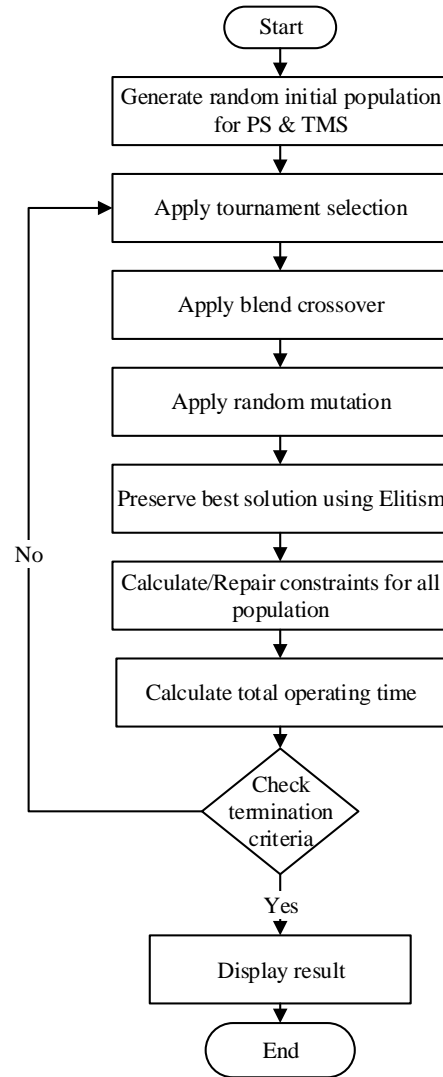 Start
Generate random initial population
for PS & TMS
Apply tournament selection
Apply blend crossover
Apply random mutation
Preserve best solution using Elitism
No
Calculate/Repair constraints for all
population
Calculate total operating time
Check
termination
criteria
Yes
Display result
End